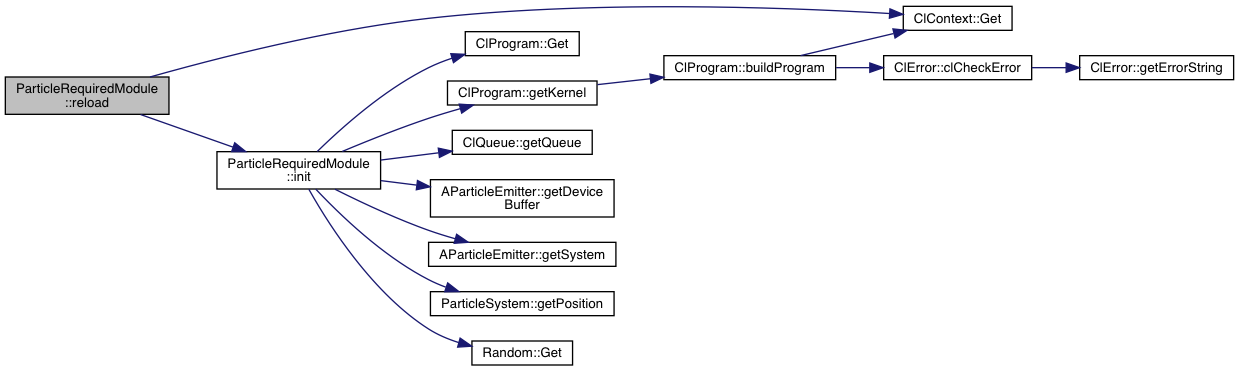 ParticleRequiredModule
::reload
ClContext::Get
ParticleRequiredModule
::init
ClProgram::Get
ClProgram::getKernel
ClProgram::buildProgram
ClError::clCheckError
ClError::getErrorString
ClQueue::getQueue
AParticleEmitter::getDevice
Buffer
AParticleEmitter::getSystem
ParticleSystem::getPosition
Random::Get